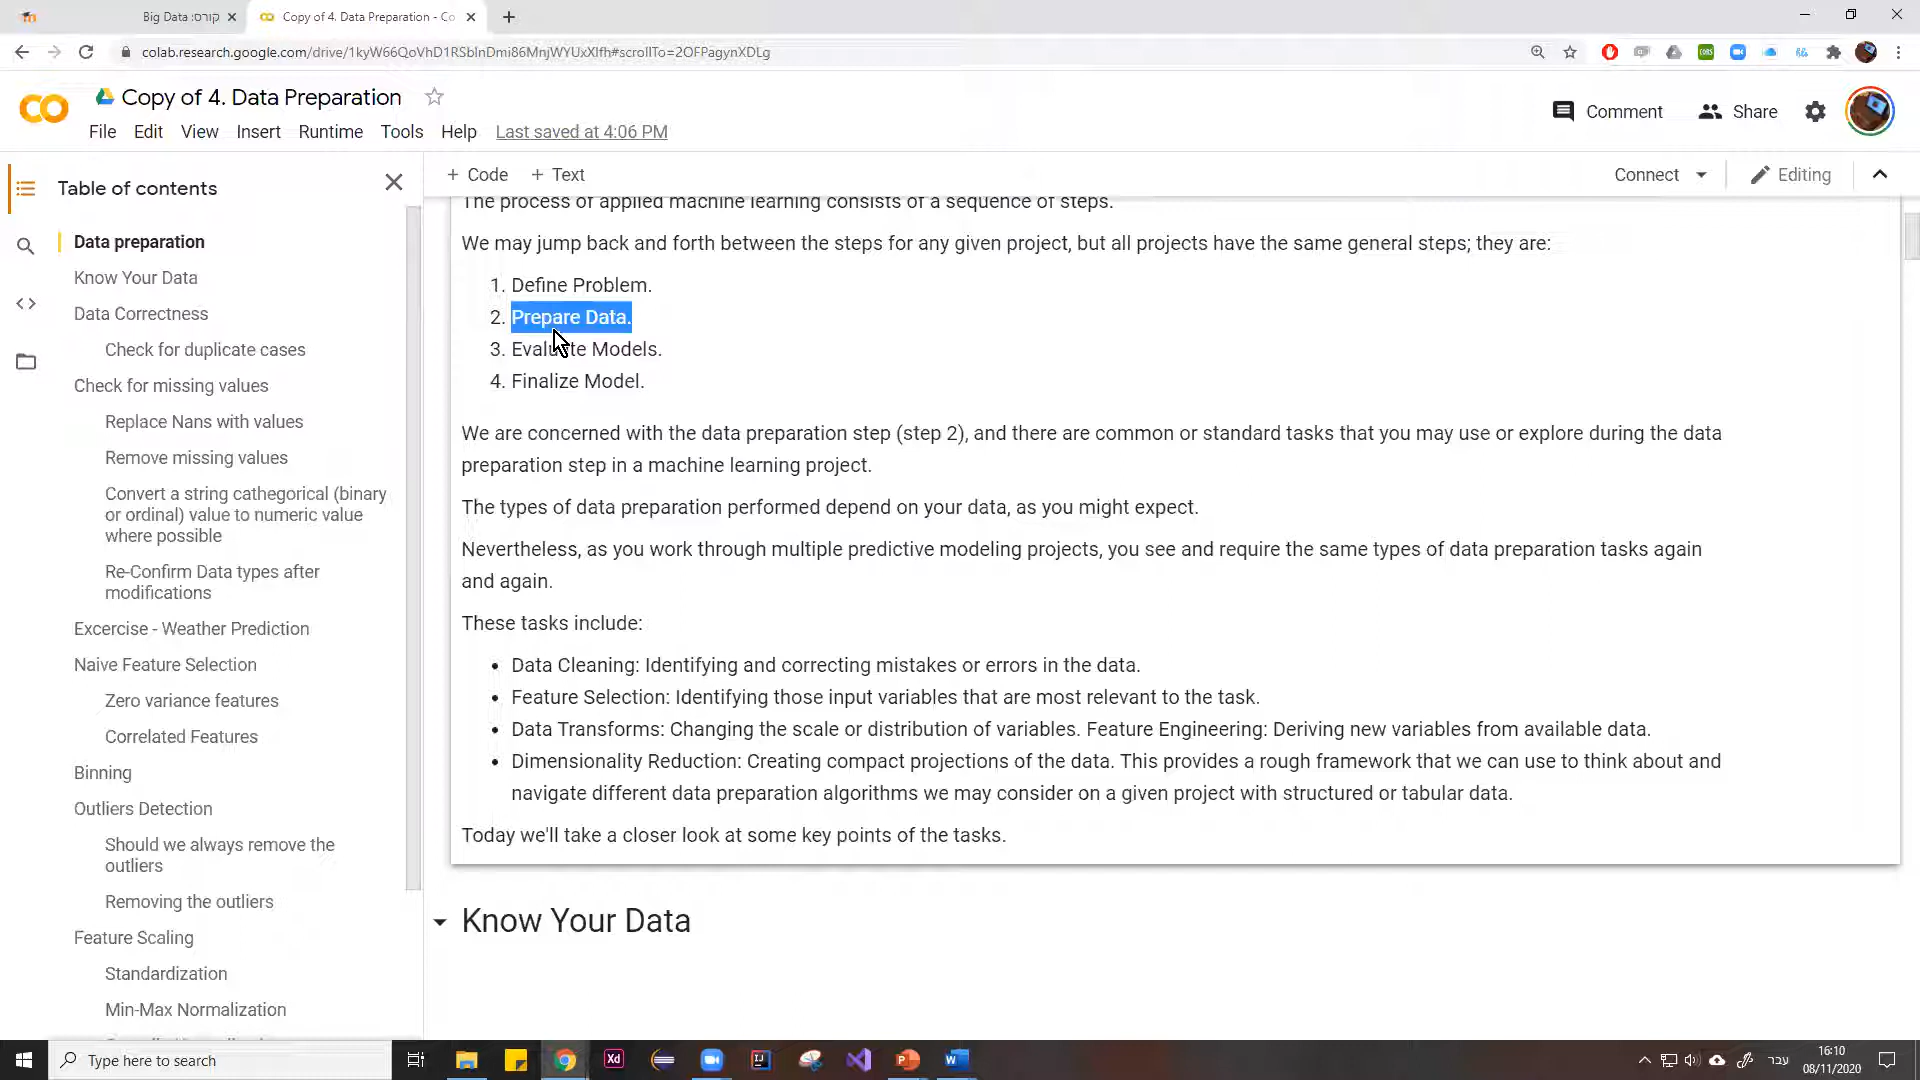 קורס: Big Data
Copy of 4. Data Preparation - Co
colab.research.google.com/drive/1kyW66QoVhD1RSblnDmi86MnjWYUxXlfh#scrollTo=2OFPagynXDLg
Copy of 4. Data Preparation
Comment
Share
File Edit View Insert Runtime Tools Help Last saved at 4:06 PM
+ Code + Text
Connect
Editing
Table of contents
Data preparation
Know Your Data
Data Correctness
Check for duplicate cases
Check for missing values
Replace Nans with values
Remove missing values
Convert a string cathegorical (binary
or ordinal) value to numeric value
where possible
Re-Confirm Data types after
modifications
Excercise - Weather Prediction
Naive Feature Selection
Zero variance features
Correlated Features
Binning
Outliers Detection
Should we always remove the
outliers
Removing the outliers
Feature Scaling
Standardization
Min-Max Normalization
The process of applied machine learning consists of a sequence of steps.
We may jump back and forth between the steps for any given project, but all projects have the same general steps; they are:
1. Define Problem.
2. Prepare Data.
3. Evaluate Models.
4. Finalize Model.
We are concerned with the data preparation step (step 2), and there are common or standard tasks that you may use or explore during the data
preparation step in a machine learning project.
The types of data preparation performed depend on your data, as you might expect.
Nevertheless, as you work through multiple predictive modeling projects, you see and require the same types of data preparation tasks again
and again.
These tasks include:
• Data Cleaning: Identifying and correcting mistakes or errors in the data.
• Feature Selection: Identifying those input variables that are most relevant to the task.
• Data Transforms: Changing the scale or distribution of variables. Feature Engineering: Deriving new variables from available data.
• Dimensionality Reduction: Creating compact projections of the data. This provides a rough framework that we can use to think about and
navigate different data preparation algorithms we may consider on a given project with structured or tabular data.
Today we'll take a closer look at some key points of the tasks.
Know Your Data
Type here to search
Xd
עבר
16:10
08/11/2020